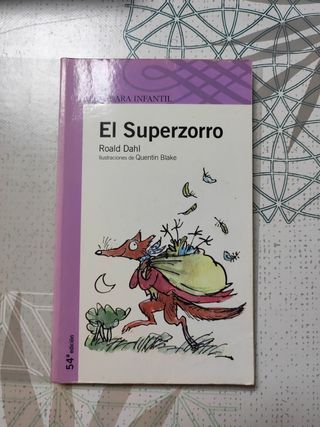 ALFAGUARA INFANTIL
El Superzorro
Roald Dahl
Ilustraciones de Quentin Blake
54ª edición